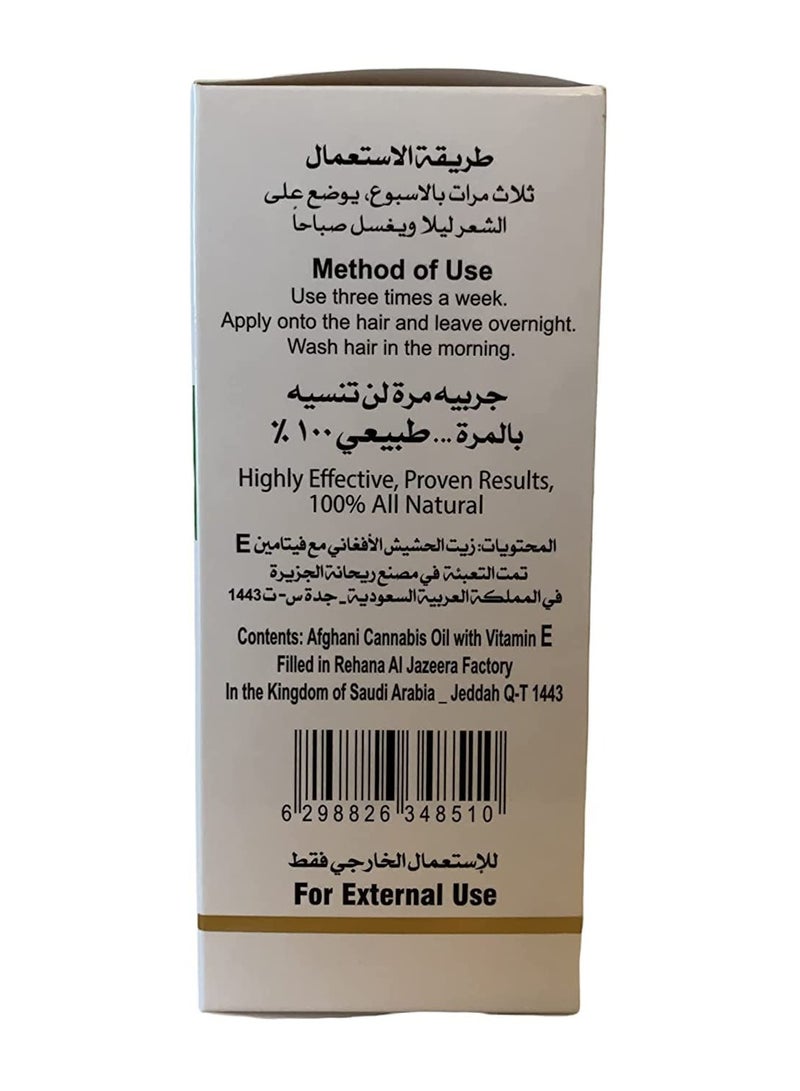 طريقة الاستعمال
ثلاث مرات بالاسبوع، يوضع على
الشعر ليلا ويغسل صباحاً
Method of Use
Use three times a week.
Apply onto the hair and leave overnight.
Wash hair in the morning.
جربيه مرة لن تنسيه
بالمرة ... طبيعي ١٠٠ ٪
Highly Effective, Proven Results,
100% All Natural
المحتويات: زيت الحشيش الأفغاني مع فيتامين E
تمت التعبئة في مصنع ريحانة الجزيرة
في المملكة العربية السعودية _ جدة س - ت 1443
Contents: Afghani Cannabis Oil with Vitamin E
Filled in Rehana Al Jazeera Factory
In the Kingdom of Saudi Arabia _ Jeddah Q-T 1443
6 298826 348510
للإستعمال الخارجي فقط
For External Use